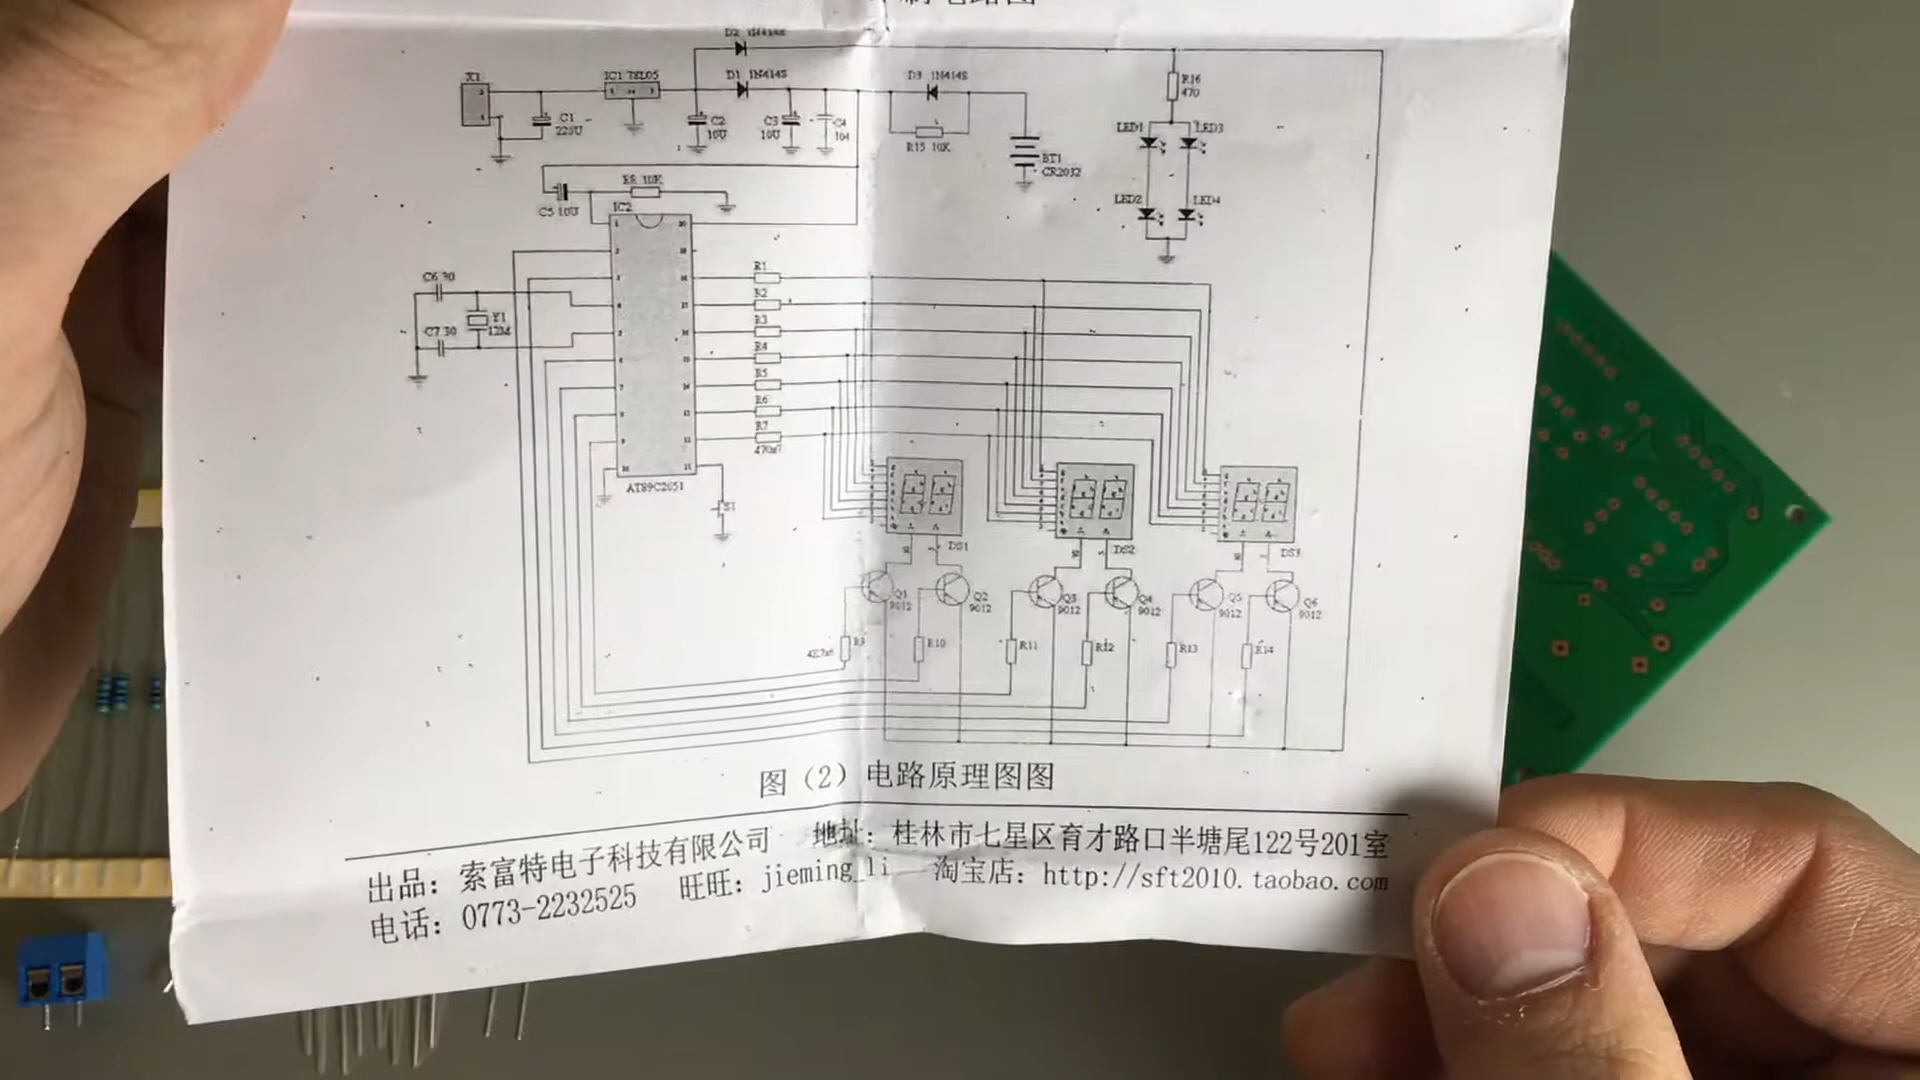 D2
X1
IC1 78L05
D1 1N4148
D3 1N4148
R16
470
C1
220U
C2
10U
C3
10U
C4
104
R15 10K
BT1
CR2032
LED1
LED3
LED2
LED4
R8 10K
C5 10U
IC2
C6 30
Y1
12M
C7 30
R1
R2
R3
R4
R5
R6
R7
470x7
AT89C2051
S1
DS1
DS2
DS3
Q1
9012
Q2
9012
Q3
9012
Q4
9012
Q5
9012
Q6
9012
R9
R10
R11
R12
R13
R14
图（2）电路原理图图
出品：索富特电子科技有限公司 地址：桂林市七星区育才路口半塘尾122号201室
电话：0773-2232525 旺旺：jieming_li 淘宝店：http://sft2010.taobao.com